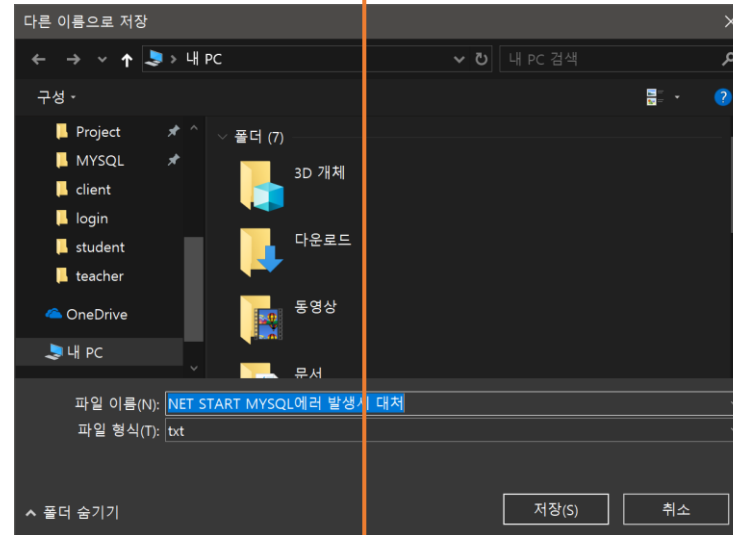 다른 이름으로 저장
내 PC
내 PC 검색
구성
Project
MYSQL
client
login
student
teacher
OneDrive
내 PC
폴더 (7)
3D 개체
다운로드
동영상
문서
파일 이름(N): NET START MYSQL에러 발생시 대처
파일 형식(T): txt
폴더 숨기기
저장(S)
취소